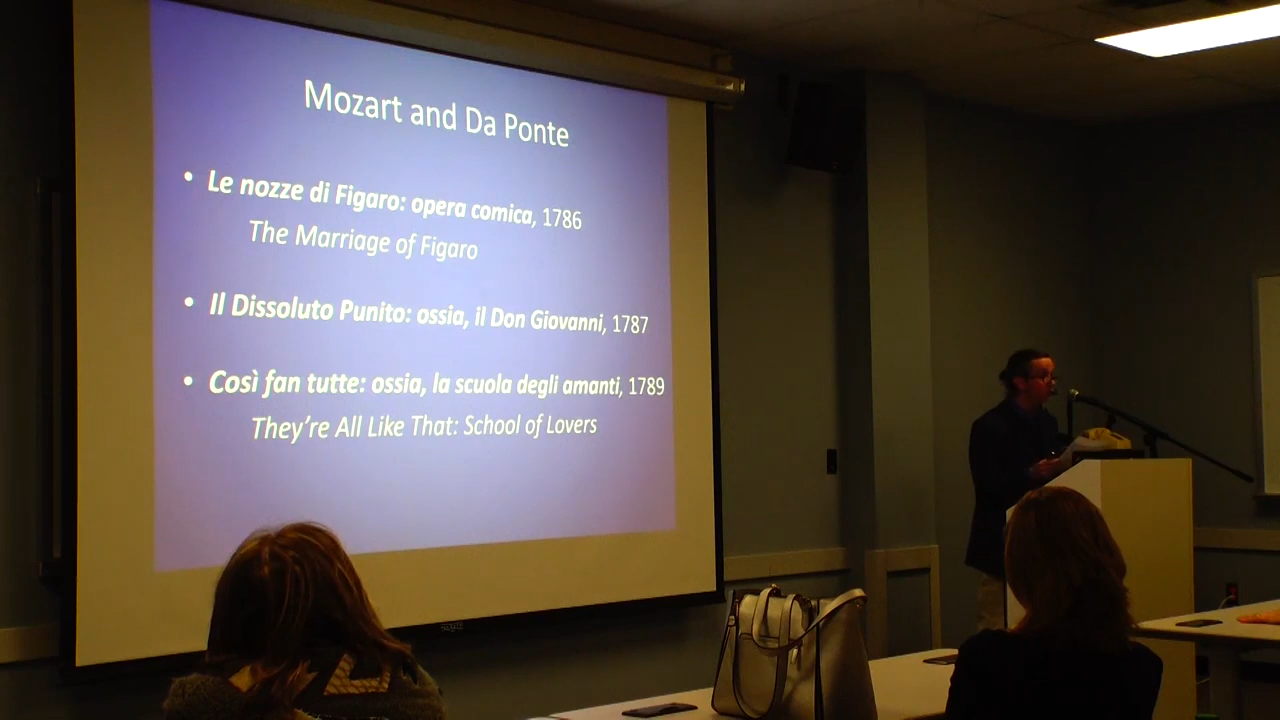 Mozart and Da Ponte
• Le nozze di Figaro: opera comica, 1786
The Marriage of Figaro
• Il Dissoluto Punito: ossia, il Don Giovanni, 1787
• Così fan tutte: ossia, la scuola degli amanti, 1789
They're All Like That: School of Lovers